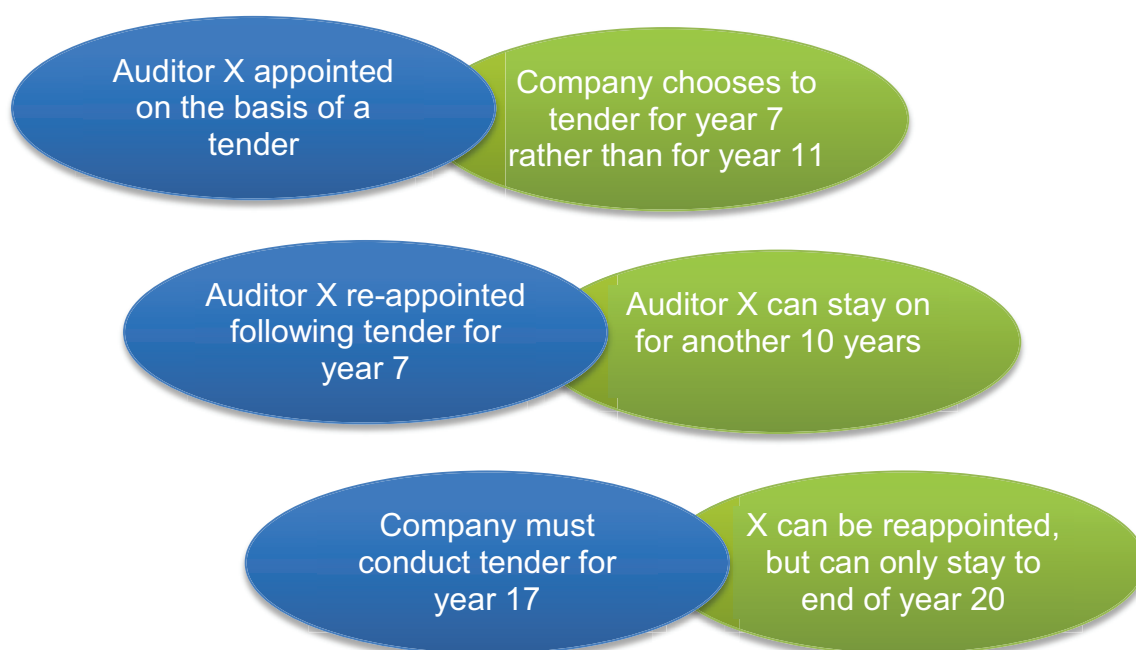 Auditor X appointed
on the basis of a
tender
Company chooses to
tender for year 7
rather than for year 11
Auditor X re-appointed
following tender for
year 7
Auditor X can stay on
for another 10 years
Company must
conduct tender for
year 17
X can be reappointed,
but can only stay to
end of year 20